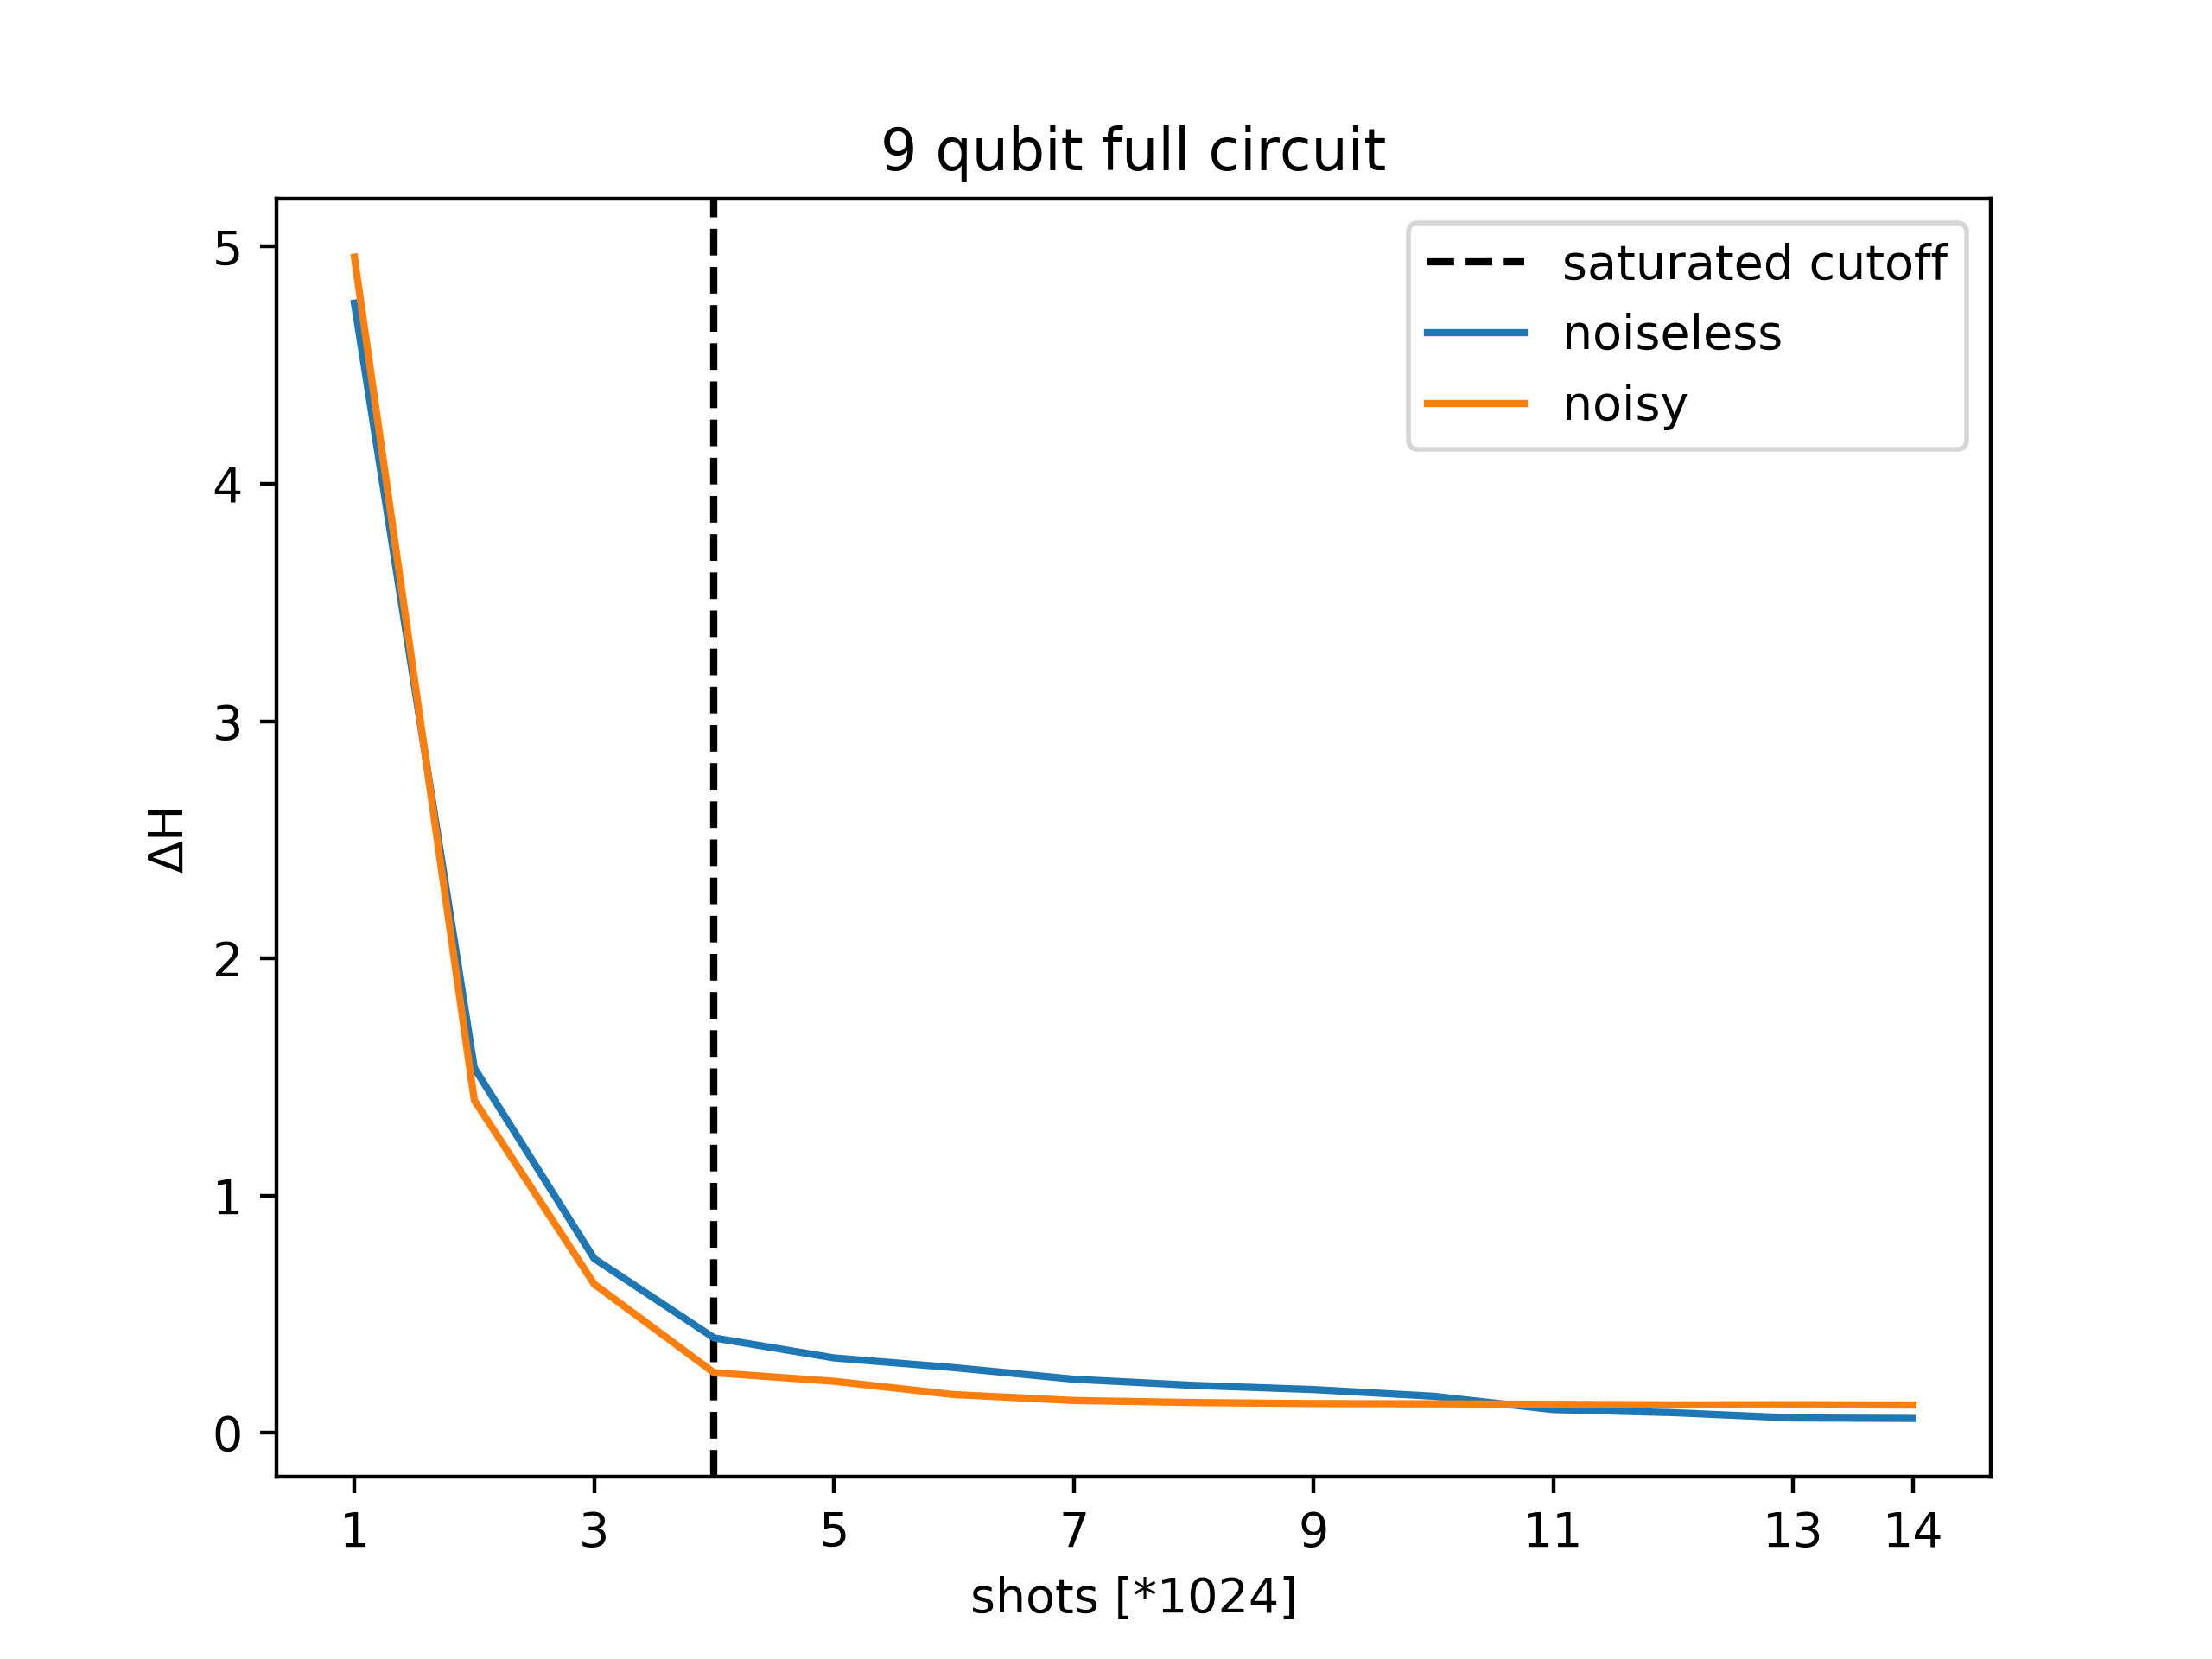 9 qubit full circuit
saturated cutoff
noiseless
noisy
5
4
3
2
1
0
ΔH
1 3 5 7 9 11 13 14
shots [*1024]